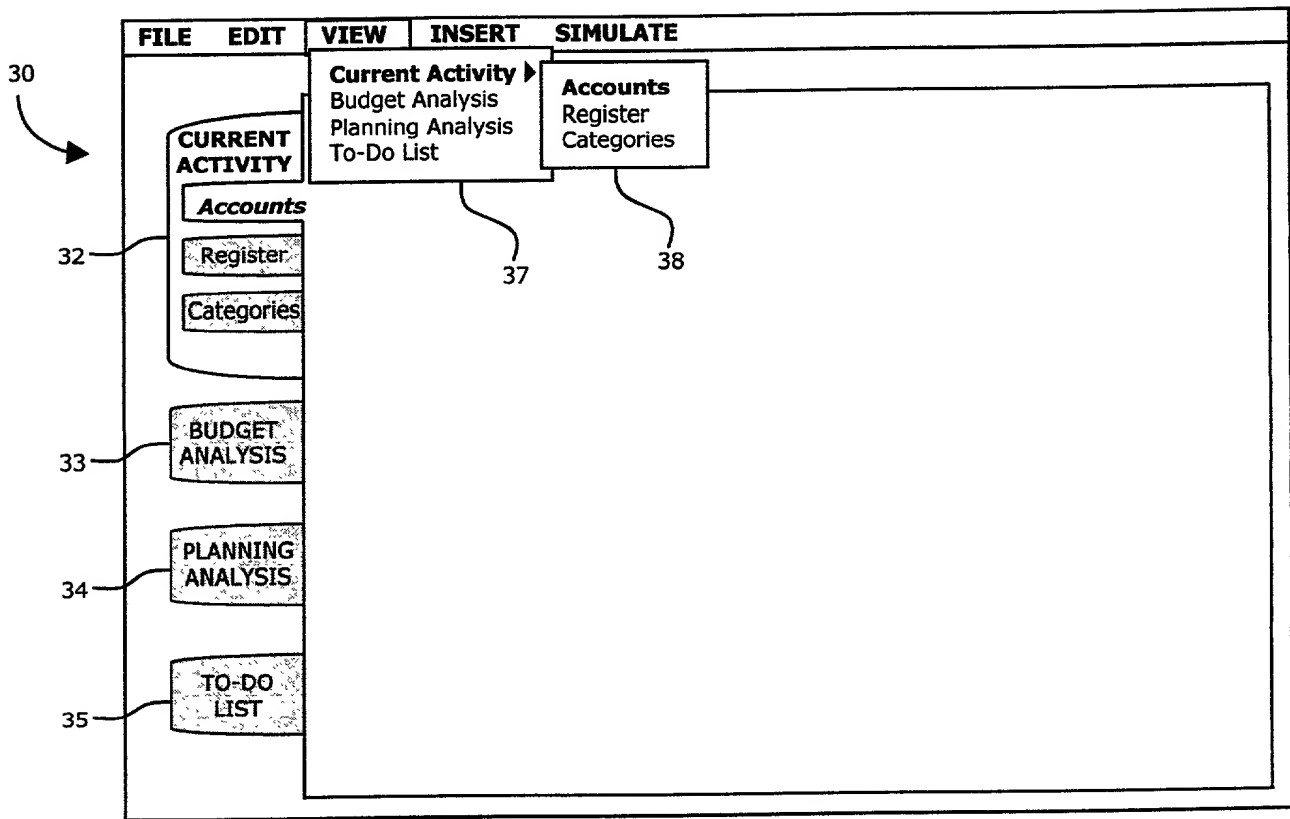 FILE EDIT VIEW INSERT SIMULATE
30
Current Activity
Budget Analysis
Planning Analysis
To-Do List
Accounts
Register
Categories
37
38
CURRENT
ACTIVITY
Accounts
Register
Categories
32
BUDGET
ANALYSIS
33
PLANNING
ANALYSIS
34
TO-DO
LIST
35